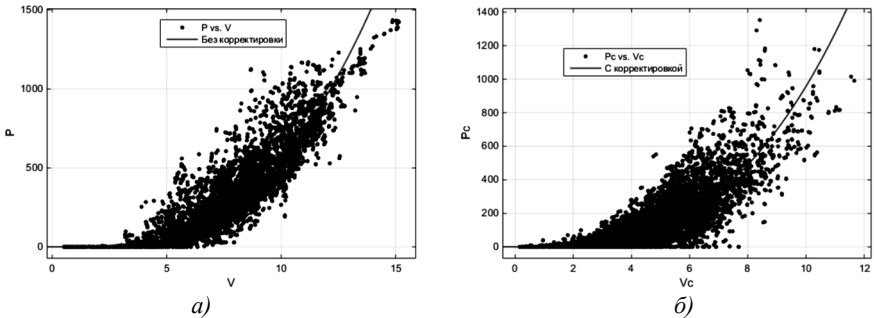 1500
1000
500
0
P
P vs. V
Без корректировки
0
5
10
15
V
а)
1400
1200
1000
800
600
400
200
0
Pc
Pc vs. Vc
С корректировкой
0
2
4
6
8
10
12
Vc
б)